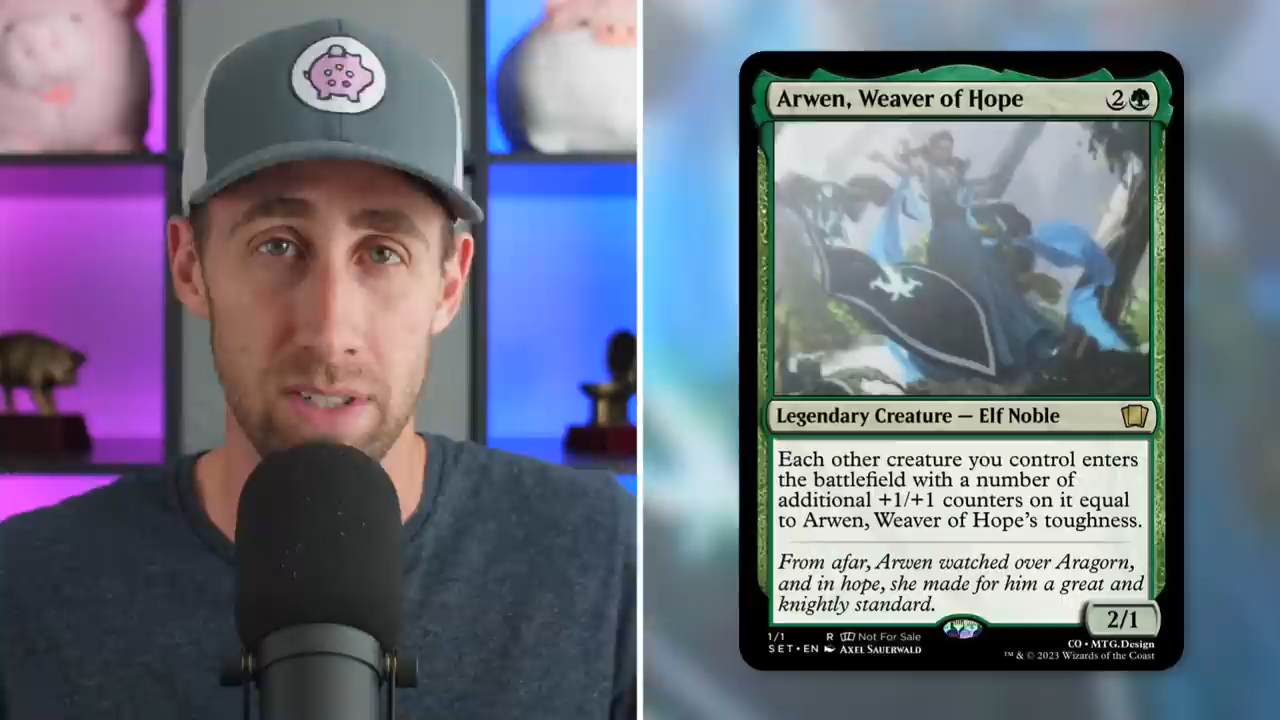 Arwen, Weaver of Hope 2
Legendary Creature — Elf Noble
Each other creature you control enters
the battlefield with a number of
additional +1/+1 counters on it equal
to Arwen, Weaver of Hope's toughness.
From afar, Arwen watched over Aragorn,
and in hope, she made for him a great and
knightly standard.
2/1
1/1 R Not For Sale
SET•EN AXEL SAUERWALD
CO • MTG.Design
™ & © 2023 Wizards of the Coast